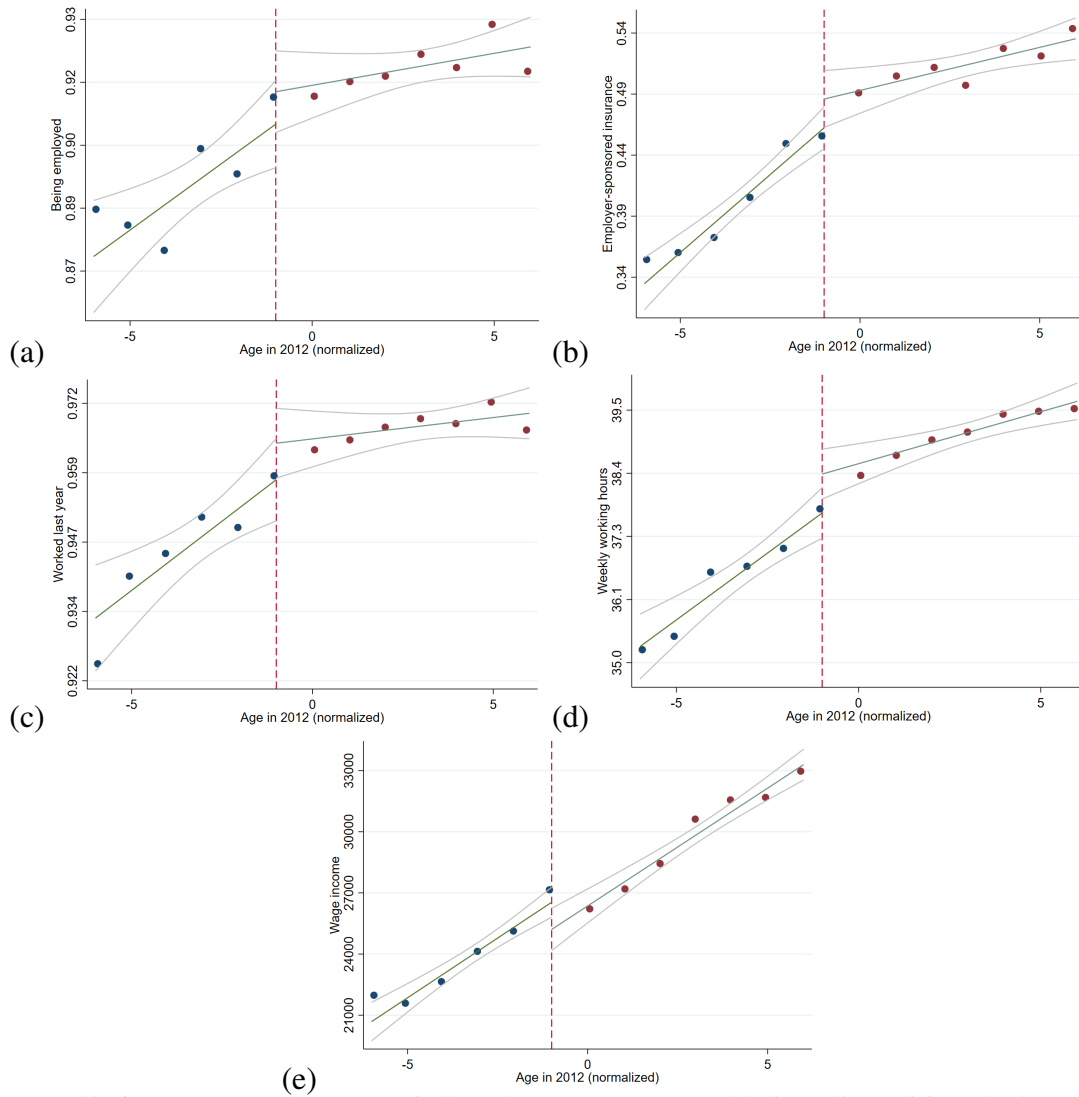 0.93
0.92
0.90
0.89
0.87
Being employed
-5 0 5
Age in 2012 (normalized)
(a)
0.54
0.49
0.44
0.39
0.34
Employer-sponsored insurance
-5 0 5
Age in 2012 (normalized)
(b)
0.972
0.959
0.947
0.934
0.922
Worked last year
-5 0 5
Age in 2012 (normalized)
(c)
39.5
38.4
37.3
36.1
35.0
Weekly working hours
-5 0 5
Age in 2012 (normalized)
(d)
33000
30000
27000
24000
21000
Wage income
-5 0 5
Age in 2012 (normalized)
(e)